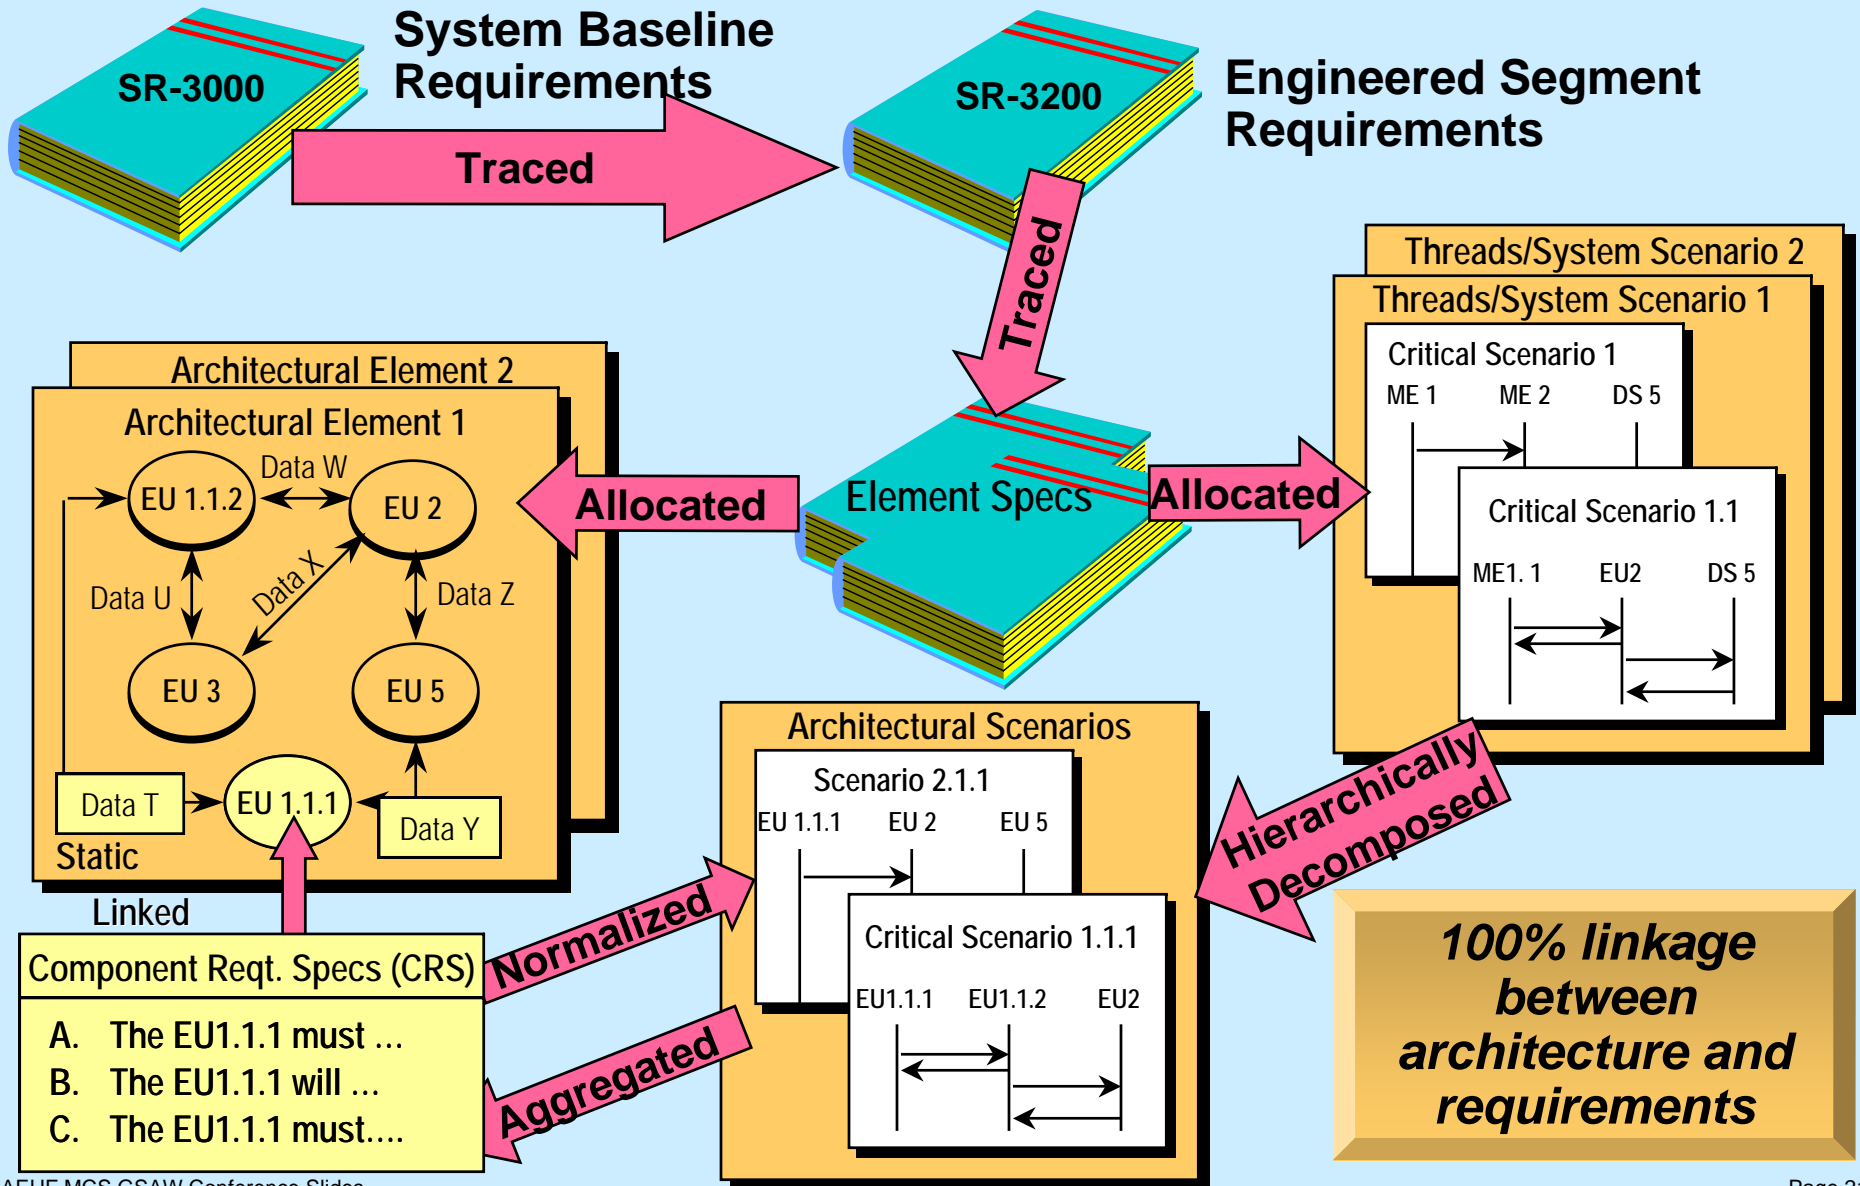 System Baseline
Requirements
SR-3000
SR-3200
Engineered Segment
Requirements
Traced
Traced
Threads/System Scenario 2
Threads/System Scenario 1
Critical Scenario 1
ME 1 ME 2 DS 5
Critical Scenario 1.1
ME1. 1 EU2 DS 5
Architectural Element 2
Architectural Element 1
Data W
EU 1.1.2
EU 2
Allocated
Element Specs
Allocated
Data U
Data X
Data Z
EU 3
EU 5
Data T
EU 1.1.1
Data Y
Static
Architectural Scenarios
Scenario 2.1.1
EU 1.1.1 EU 2 EU 5
Critical Scenario 1.1.1
EU1.1.1 EU1.1.2 EU2
Hierarchically
Decomposed
Linked
Normalized
Aggregated
Component Reqt. Specs (CRS)
A. The EU1.1.1 must ...
B. The EU1.1.1 will ...
C. The EU1.1.1 must....
100% linkage
between
architecture and
requirements